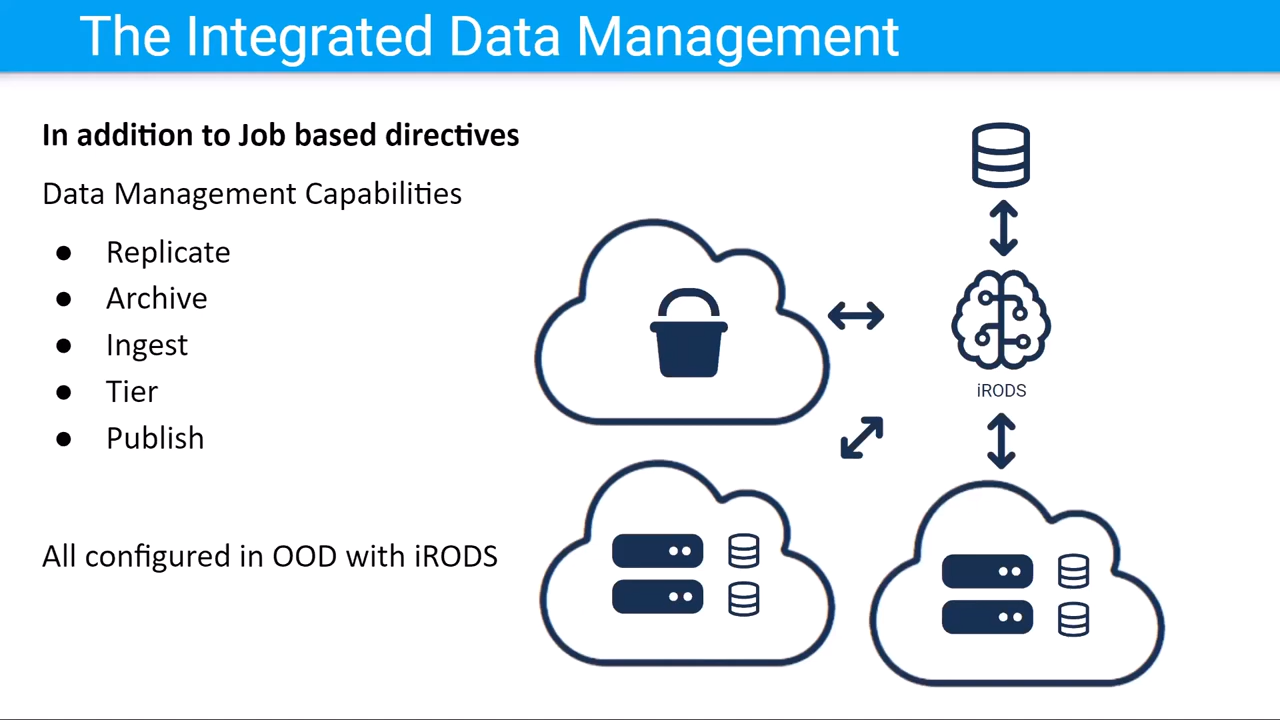 The Integrated Data Management
In addition to Job based directives
Data Management Capabilities
● Replicate
● Archive
● Ingest
● Tier
● Publish
All configured in OOD with iRODS
iRODS